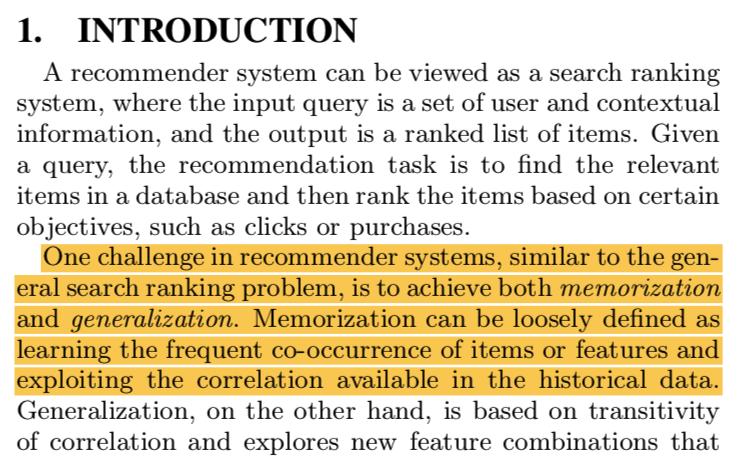 1. INTRODUCTION
A recommender system can be viewed as a search ranking
system, where the input query is a set of user and contextual
information, and the output is a ranked list of items. Given
a query, the recommendation task is to find the relevant
items in a database and then rank the items based on certain
objectives, such as clicks or purchases.
One challenge in recommender systems, similar to the gen-
eral search ranking problem, is to achieve both memorization
and generalization. Memorization can be loosely defined as
learning the frequent co-occurrence of items or features and
exploiting the correlation available in the historical data.
Generalization, on the other hand, is based on transitivity
of correlation and explores new feature combinations that